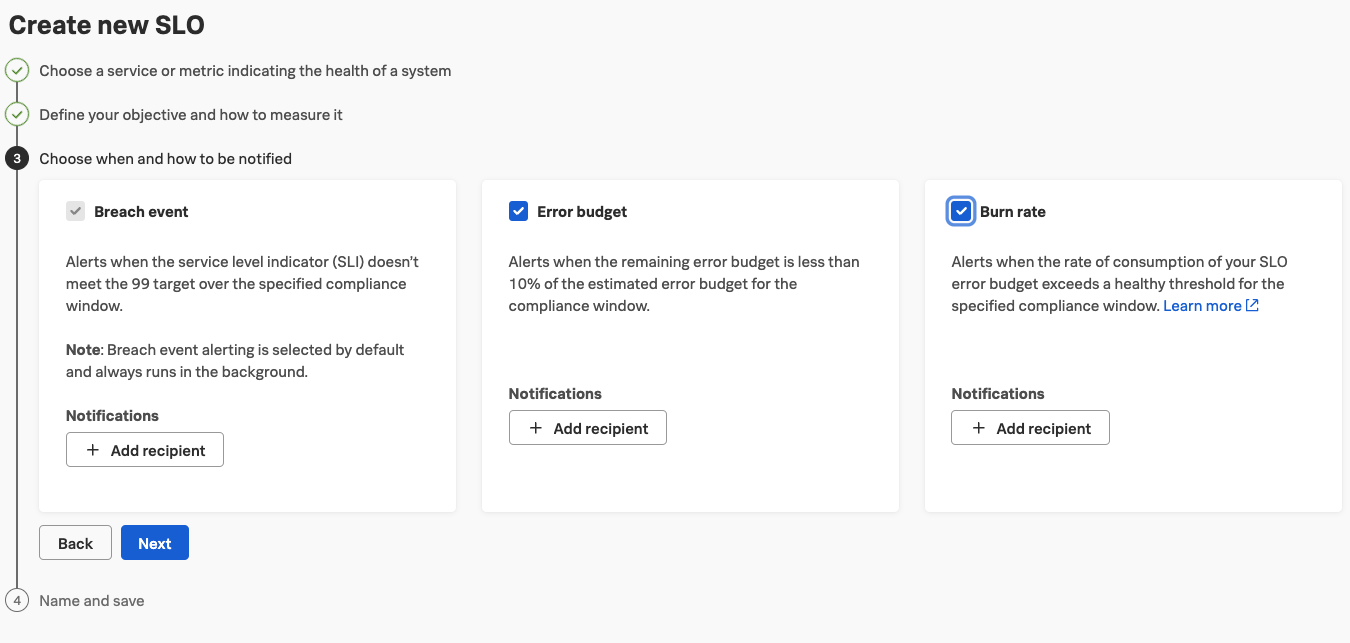 Create new SLO
Choose a service or metric indicating the health of a system
Define your objective and how to measure it
3 Choose when and how to be notified
Breach event
Alerts when the service level indicator (SLI) doesn’t
meet the 99 target over the specified compliance
window.
Note: Breach event alerting is selected by default
and always runs in the background.
Notifications
+ Add recipient
Error budget
Alerts when the remaining error budget is less than
10% of the estimated error budget for the
compliance window.
Notifications
+ Add recipient
Burn rate
Alerts when the rate of consumption of your SLO
error budget exceeds a healthy threshold for the
specified compliance window. Learn more
Notifications
+ Add recipient
Back Next
4 Name and save